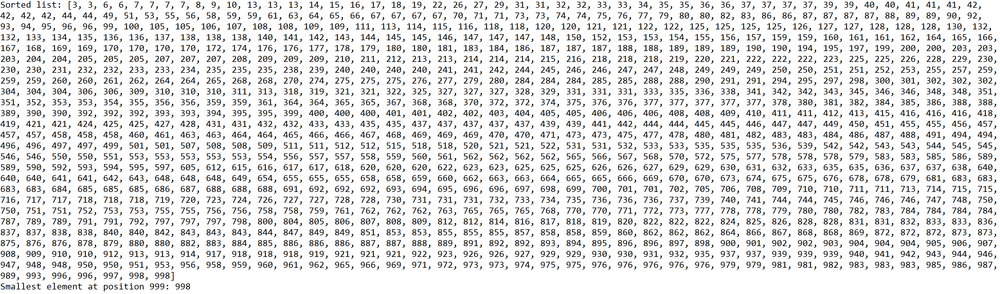 Sorted list: [3, 3, 6, 6, 7, 7, 7, 7, 8, 9, 10, 13, 13, 13, 14, 15, 16, 17, 18, 19, 22, 26, 27, 29, 31, 31, 32, 32, 33, 33, 34, 35, 35, 36, 36, 37, 37, 37, 37, 39, 39, 40, 40, 41, 41, 41, 42,
42, 42, 42, 44, 44, 49, 51, 53, 55, 56, 58, 59, 59, 61, 63, 64, 65, 66, 67, 67, 67, 67, 70, 71, 71, 73, 73, 74, 74, 75, 76, 77, 79, 80, 80, 82, 83, 86, 86, 87, 87, 87, 87, 88, 89, 89, 90, 92,
93, 94, 95, 96, 96, 99, 100, 105, 105, 106, 107, 108, 108, 109, 109, 111, 113, 114, 115, 116, 118, 118, 120, 120, 121, 121, 122, 122, 125, 125, 125, 125, 126, 127, 127, 128, 128, 128, 130, 132,
132, 133, 134, 135, 136, 136, 137, 138, 138, 138, 140, 141, 142, 143, 144, 145, 145, 146, 147, 147, 147, 148, 150, 152, 153, 153, 154, 155, 156, 157, 159, 159, 160, 161, 161, 162, 164, 165, 166,
167, 168, 169, 169, 170, 170, 170, 170, 172, 174, 176, 176, 177, 178, 179, 180, 180, 181, 183, 184, 186, 187, 187, 187, 188, 188, 189, 189, 189, 190, 190, 194, 195, 197, 199, 200, 200, 203, 203,
203, 204, 204, 205, 205, 205, 207, 207, 207, 208, 209, 209, 209, 210, 211, 212, 213, 213, 214, 214, 214, 215, 216, 218, 218, 218, 219, 220, 221, 222, 222, 222, 223, 225, 225, 226, 228, 229, 230,
230, 230, 231, 232, 232, 233, 233, 234, 235, 235, 235, 238, 239, 240, 240, 240, 240, 241, 241, 242, 244, 245, 246, 246, 247, 247, 248, 249, 249, 249, 250, 250, 251, 251, 252, 253, 255, 257, 259,
259, 259, 260, 260, 261, 262, 264, 264, 265, 268, 268, 270, 274, 275, 275, 275, 276, 277, 279, 280, 284, 284, 284, 285, 285, 288, 288, 290, 291, 291, 294, 295, 297, 298, 300, 301, 302, 302, 302,
304, 304, 304, 306, 306, 309, 310, 310, 310, 311, 313, 318, 319, 321, 321, 322, 325, 327, 327, 327, 328, 329, 331, 331, 331, 333, 335, 336, 338, 341, 342, 342, 343, 345, 346, 346, 348, 348, 351,
351, 352, 353, 353, 354, 355, 356, 356, 359, 359, 361, 364, 364, 365, 365, 367, 368, 368, 370, 372, 372, 374, 375, 376, 376, 377, 377, 377, 377, 377, 378, 380, 381, 382, 384, 385, 386, 388, 388,
389, 390, 390, 392, 392, 392, 393, 393, 394, 395, 395, 399, 400, 400, 400, 401, 401, 402, 402, 403, 404, 405, 405, 406, 406, 406, 408, 408, 409, 410, 411, 411, 412, 413, 415, 416, 416, 416, 418,
419, 421, 421, 424, 425, 425, 427, 428, 431, 431, 432, 432, 433, 433, 435, 435, 437, 437, 437, 437, 437, 439, 439, 441, 442, 444, 444, 445, 445, 446, 447, 447, 449, 450, 451, 455, 455, 456, 457,
457, 457, 458, 458, 458, 460, 461, 463, 463, 464, 464, 465, 466, 466, 467, 468, 469, 469, 469, 470, 470, 471, 473, 473, 475, 477, 478, 480, 481, 482, 483, 483, 484, 486, 487, 488, 491, 494, 494,
496, 496, 497, 497, 499, 501, 501, 507, 508, 508, 509, 511, 511, 512, 512, 515, 518, 518, 520, 521, 521, 522, 531, 531, 532, 533, 533, 535, 535, 535, 536, 539, 542, 542, 543, 543, 544, 545, 545,
546, 546, 550, 550, 551, 553, 553, 553, 553, 553, 554, 556, 557, 557, 558, 559, 560, 561, 562, 562, 562, 562, 565, 566, 567, 568, 570, 572, 575, 577, 578, 578, 578, 579, 583, 583, 585, 586, 589,
589, 590, 592, 593, 594, 595, 597, 605, 612, 615, 616, 617, 617, 618, 620, 620, 620, 622, 623, 623, 625, 625, 625, 626, 626, 627, 629, 629, 630, 631, 632, 633, 635, 635, 636, 637, 637, 638, 640,
640, 640, 641, 641, 642, 643, 648, 648, 648, 649, 654, 655, 655, 655, 658, 658, 659, 660, 662, 663, 663, 664, 665, 665, 666, 669, 670, 670, 673, 674, 675, 675, 676, 678, 678, 679, 681, 683, 683,
683, 683, 684, 685, 685, 685, 686, 687, 688, 688, 688, 691, 692, 692, 692, 693, 694, 695, 696, 696, 697, 698, 699, 700, 701, 701, 702, 705, 706, 708, 709, 710, 710, 711, 711, 713, 714, 715, 715,
716, 717, 717, 718, 718, 718, 719, 720, 723, 724, 726, 727, 727, 728, 728, 730, 731, 731, 731, 732, 733, 734, 735, 736, 736, 736, 737, 739, 740, 741, 744, 744, 745, 746, 746, 746, 747, 748, 750,
750, 751, 751, 752, 753, 753, 755, 755, 756, 756, 758, 758, 759, 761, 762, 762, 762, 763, 765, 765, 765, 768, 770, 770, 771, 772, 773, 777, 778, 778, 779, 780, 780, 782, 783, 784, 784, 784, 784,
787, 789, 789, 791, 791, 792, 797, 797, 797, 798, 800, 804, 805, 806, 807, 808, 809, 812, 812, 814, 816, 817, 818, 819, 820, 822, 822, 822, 824, 825, 826, 828, 828, 831, 831, 832, 833, 833, 836,
837, 837, 838, 838, 840, 840, 842, 843, 843, 843, 844, 847, 849, 849, 851, 853, 853, 855, 855, 855, 857, 858, 858, 859, 860, 862, 862, 862, 864, 866, 867, 868, 868, 869, 872, 872, 872, 873, 873,
875, 876, 876, 878, 879, 880, 880, 882, 883, 884, 885, 886, 886, 886, 887, 887, 888, 889, 891, 892, 892, 893, 894, 895, 896, 896, 897, 898, 900, 901, 902, 902, 903, 904, 904, 904, 905, 906, 907,
908, 909, 910, 910, 912, 913, 913, 914, 917, 918, 918, 918, 919, 921, 921, 921, 922, 923, 926, 926, 927, 929, 929, 930, 930, 931, 932, 935, 937, 937, 939, 939, 939, 940, 941, 942, 943, 944, 946,
947, 948, 948, 950, 950, 951, 953, 956, 958, 959, 960, 961, 962, 965, 966, 969, 971, 972, 973, 973, 974, 975, 975, 976, 976, 976, 976, 976, 979, 979, 981, 981, 982, 983, 983, 983, 985, 986, 987,
989, 993, 996, 996, 997, 998, 998]
Smallest element at position 999: 998